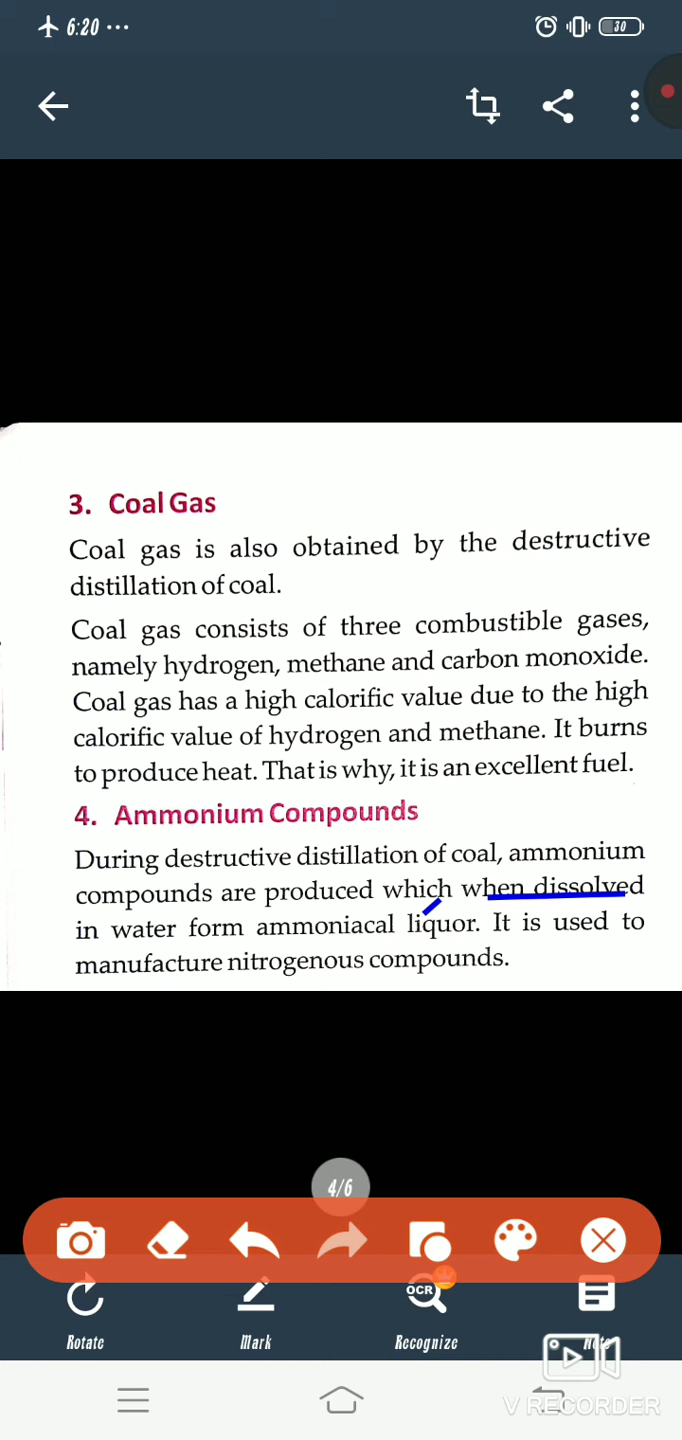 6:20
30
3. Coal Gas
Coal gas is also obtained by the destructive
distillation of coal.
Coal gas consists of three combustible gases,
namely hydrogen, methane and carbon monoxide.
Coal gas has a high calorific value due to the high
calorific value of hydrogen and methane. It burns
to produce heat. That is why, it is an excellent fuel.
4. Ammonium Compounds
During destructive distillation of coal, ammonium
compounds are produced which when dissolved
in water form ammoniacal liquor. It is used to
manufacture nitrogenous compounds.
4/6
OCR
Rotate Mark Recognize Note
V RECORDER